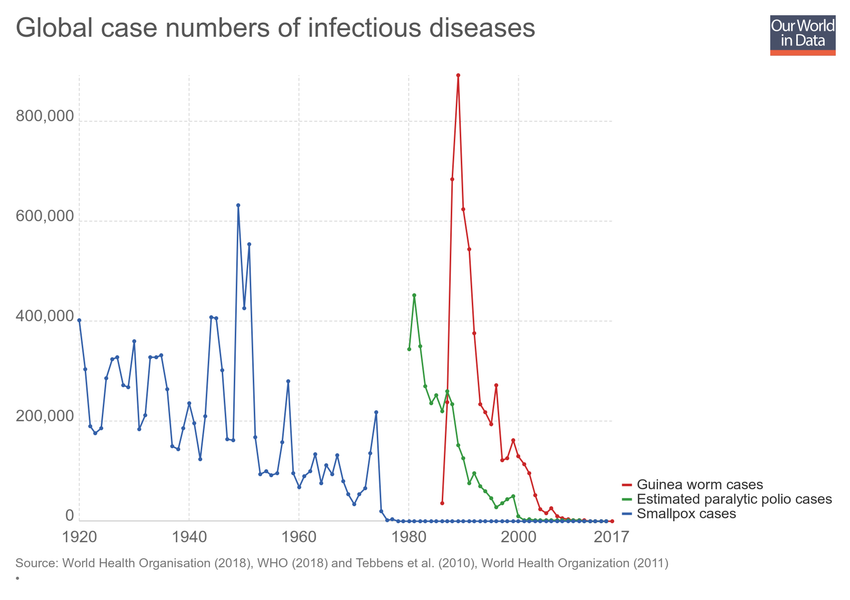 Global case numbers of infectious diseases
Our World
in Data
800,000
600,000
400,000
200,000
0
1920
1940
1960
1980
2000
2017
Guinea worm cases
Estimated paralytic polio cases
Smallpox cases
Source: World Health Organisation (2018), WHO (2018) and Tebbens et al. (2010), World Health Organization (2011)
•